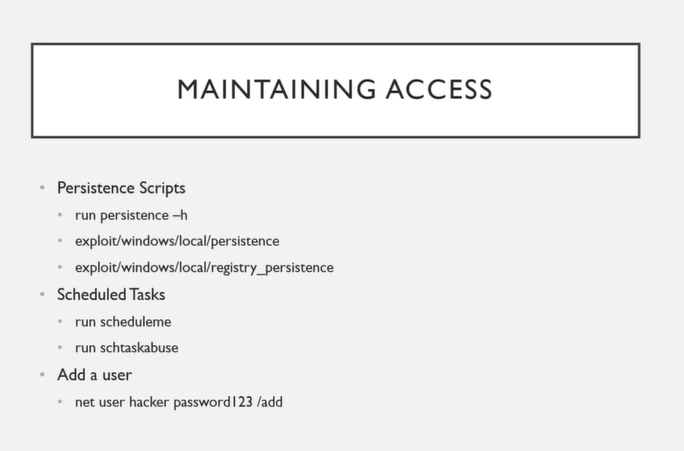 MAINTAINING ACCESS
• Persistence Scripts
• run persistence –h
• exploit/windows/local/persistence
• exploit/windows/local/registry_persistence
• Scheduled Tasks
• run scheduleme
• run schtaskabuse
• Add a user
• net user hacker password123 /add